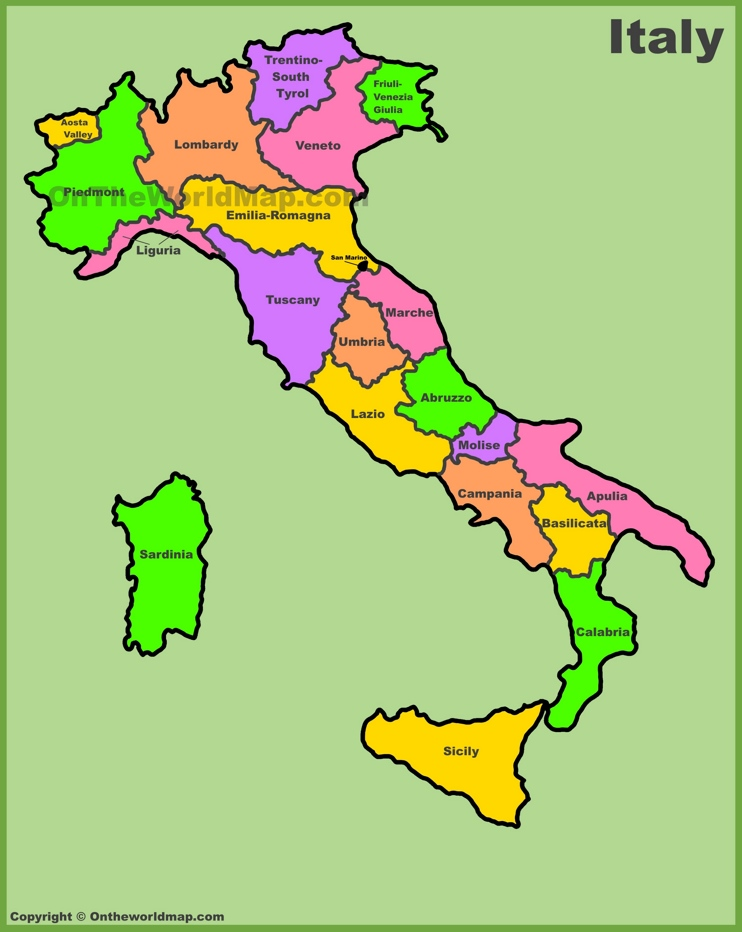 Italy
Trentino-
South
Tyrol
Friuli-
Venezia
Giulia
Aosta
Valley
Lombardy
Veneto
Piedmont
OnTheWorldMap.com
Emilia-Romagna
Liguria
San Marino
Tuscany
Marche
Umbria
Abruzzo
Lazio
Molise
Campania
Apulia
Basilicata
Sardinia
Calabria
Sicily
Copyright © Ontheworldmap.com